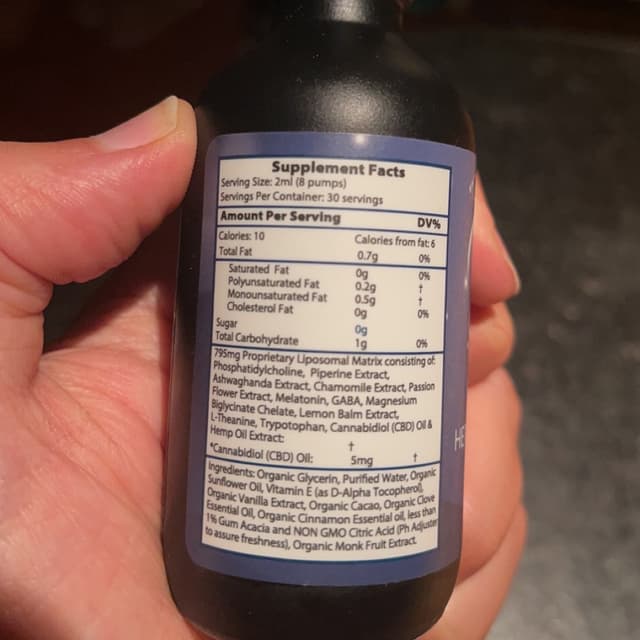 Supplement Facts
Serving Size: 2ml (8 pumps)
Servings Per Container: 30 servings
Amount Per Serving DV%
Calories: 10 Calories from fat: 6
Total Fat 0.7g 0%
Saturated Fat 0g 0%
Polyunsaturated Fat 0.2g †
Monounsaturated Fat 0.5g †
Cholesterol Fat 0g 0%
Sugar 0g
Total Carbohydrate 1g 0%
795mg Proprietary Liposomal Matrix consisting of:
Phosphatidylcholine, Piperine Extract,
Ashwaghanda Extract, Chamomile Extract, Passion
Flower Extract, Melatonin, GABA, Magnesium
Biglycinate Chelate, Lemon Balm Extract,
L-Theanine, Trypotophan, Cannabidiol (CBD) Oil &
Hemp Oil Extract: †
*Cannabidiol (CBD) Oil: 5mg †
Ingredients: Organic Glycerin, Purified Water, Organic
Sunflower Oil, Vitamin E (as D-Alpha Tocopherol),
Organic Vanilla Extract, Organic Cacao, Organic Clove
Essential Oil, Organic Cinnamon Essential oil, less than
1% Gum Acacia and NON GMO Citric Acid (Ph Adjuster
to assure freshness), Organic Monk Fruit Extract.